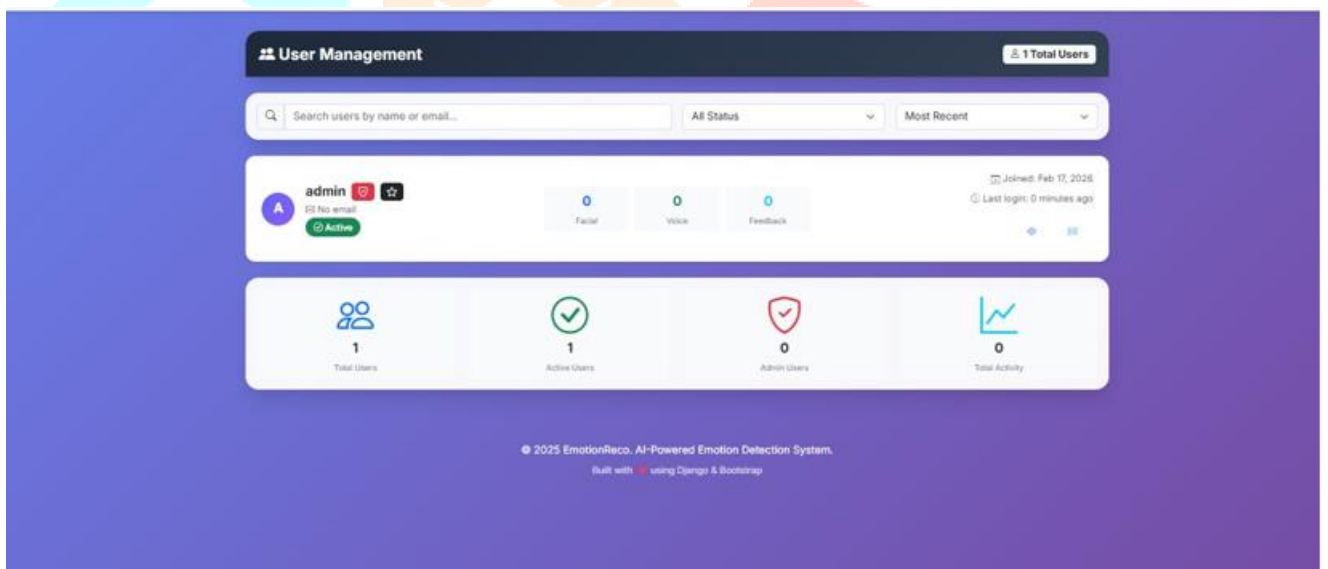 User Management
1 Total Users
Search users by name or email...
All Status
Most Recent
A
admin
No email
Active
0
Facial
0
Voice
0
Feedback
Joined: Feb 17, 2026
Last login: 0 minutes ago
1
Total Users
1
Active Users
0
Admin Users
0
Total Activity
© 2025 EmotionReco. AI-Powered Emotion Detection System.
Built with using Django & Bootstrap